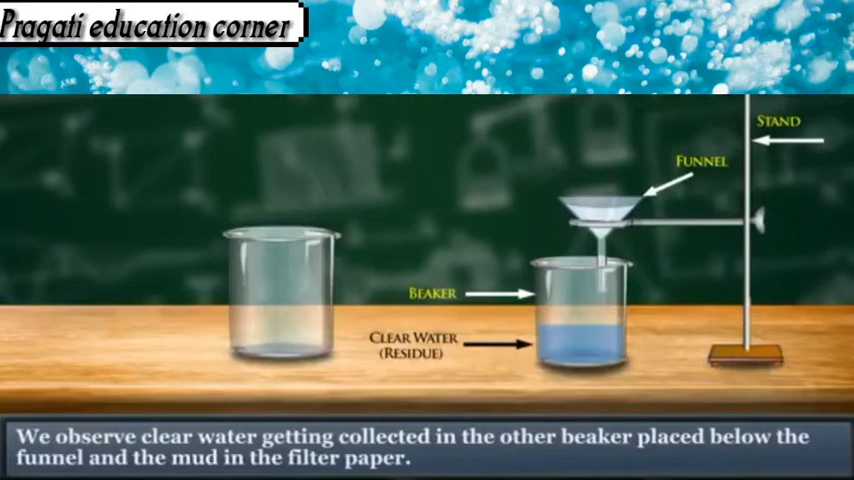 Pragati education corner
STAND
FUNNEL
BEAKER
CLEAR WATER
(RESIDUE)
We observe clear water getting collected in the other beaker placed below the
funnel and the mud in the filter paper.